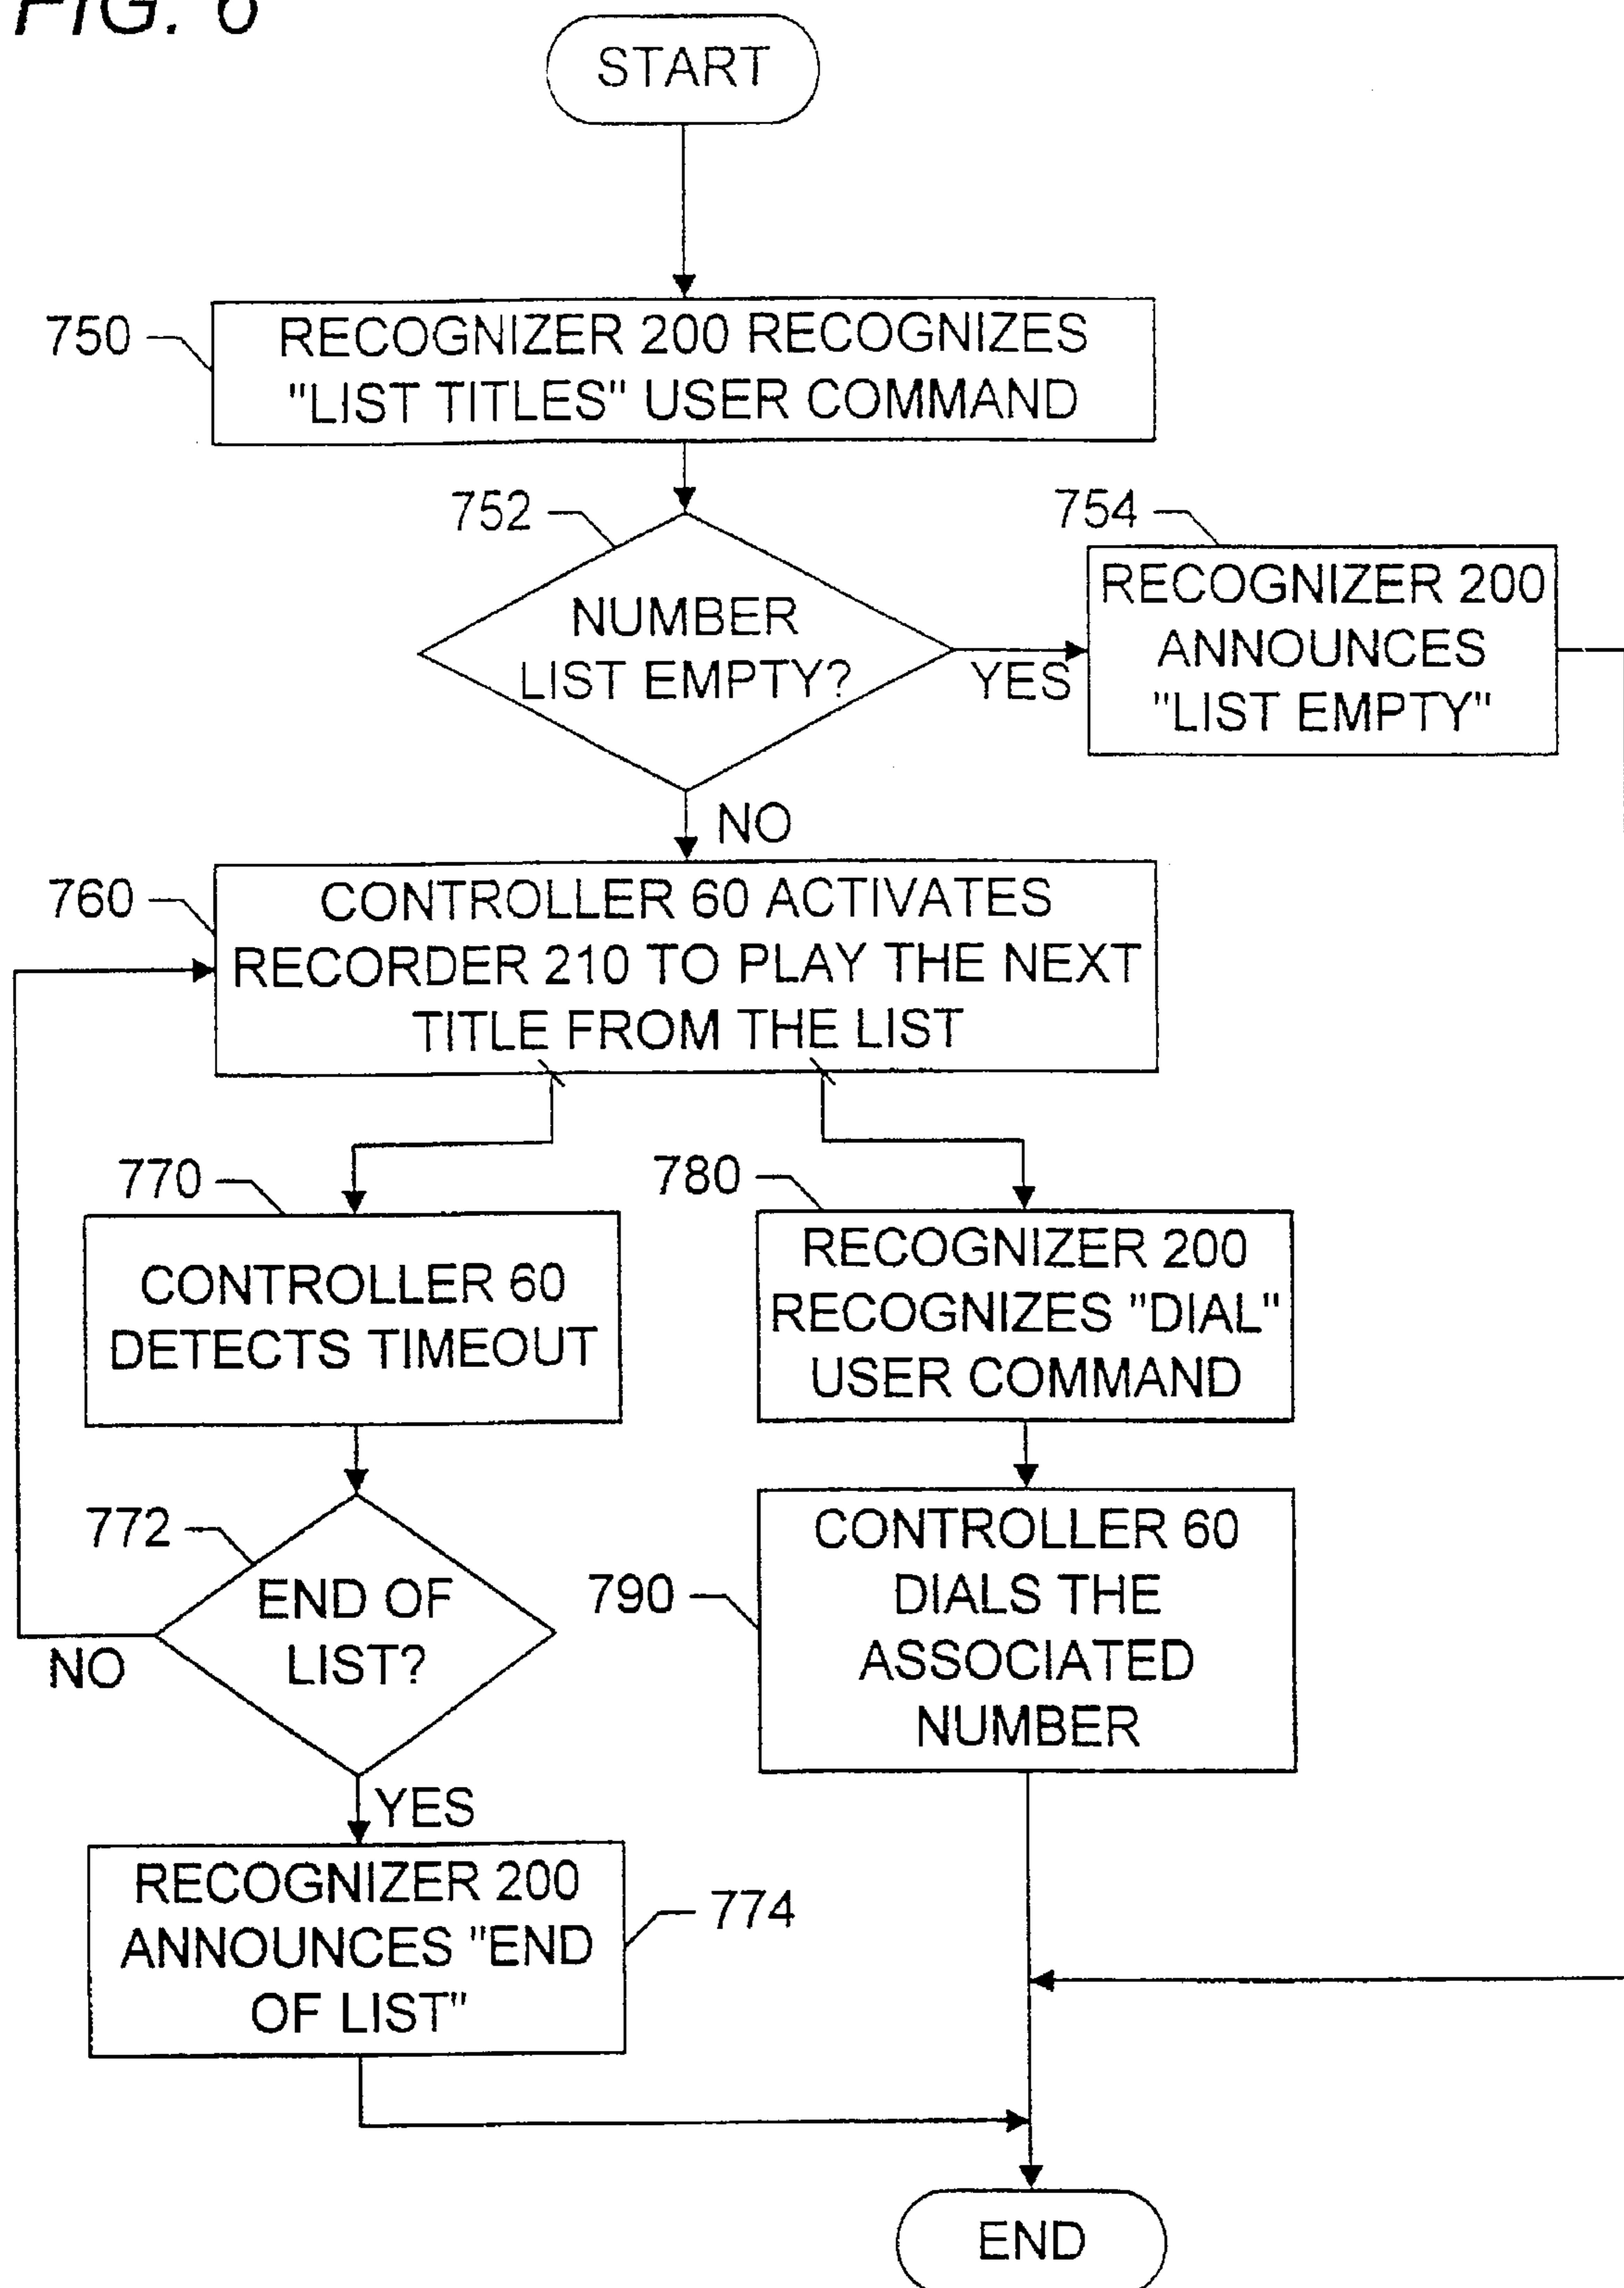 FIG. 6
START
750
RECOGNIZER 200 RECOGNIZES
"LIST TITLES" USER COMMAND
752
NUMBER
LIST EMPTY?
YES
754
RECOGNIZER 200
ANNOUNCES
"LIST EMPTY"
NO
760
CONTROLLER 60 ACTIVATES
RECORDER 210 TO PLAY THE NEXT
TITLE FROM THE LIST
770
CONTROLLER 60
DETECTS TIMEOUT
780
RECOGNIZER 200
RECOGNIZES "DIAL"
USER COMMAND
772
END OF
LIST?
NO
YES
790
CONTROLLER 60
DIALS THE
ASSOCIATED
NUMBER
RECOGNIZER 200
ANNOUNCES "END
OF LIST"
774
END